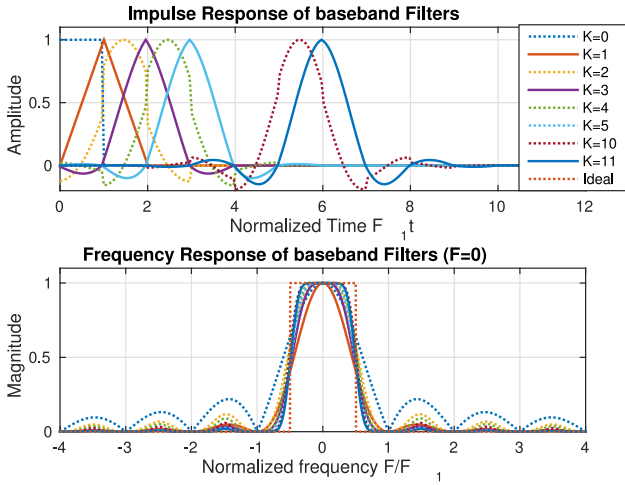 Impulse Response of baseband Filters
Amplitude
1
0.5
0
0 2 4 6 8 10 12
Normalized Time F 1t
K=0
K=1
K=2
K=3
K=4
K=5
K=10
K=11
Ideal
Frequency Response of baseband Filters (F=0)
Magnitude
1
0.5
0
-4 -3 -2 -1 0 1 2 3 4
Normalized frequency F/F 1